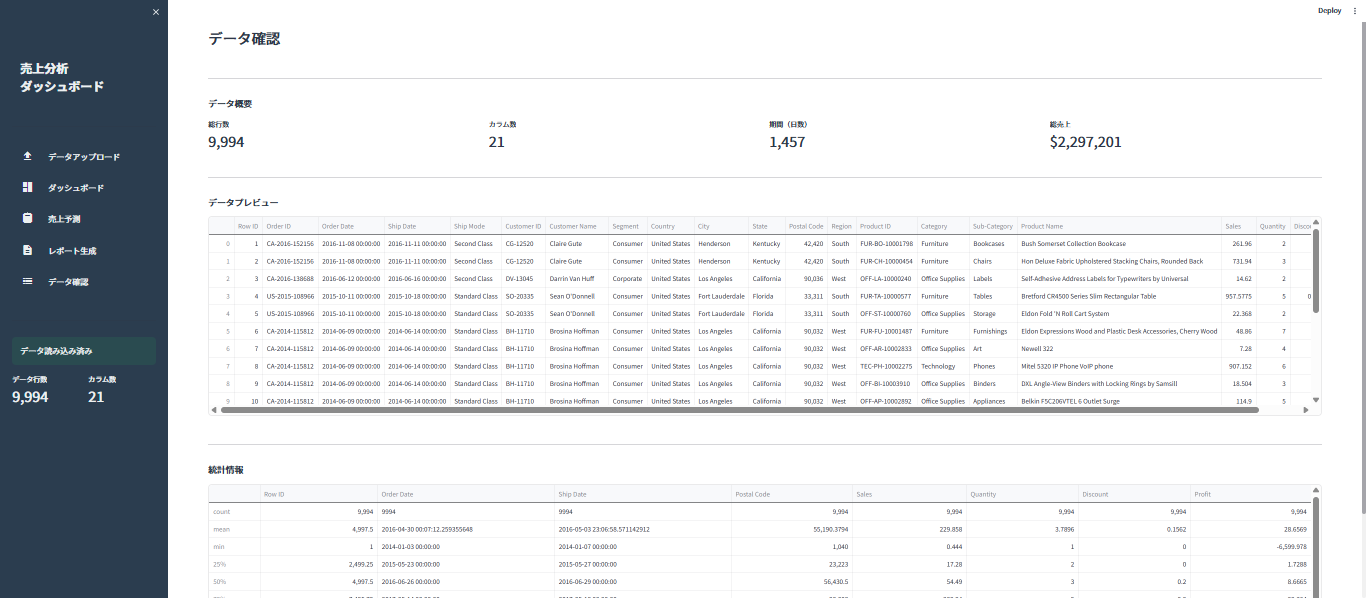 ×
Deploy
売上分析
ダッシュボード
データアップロード
ダッシュボード
売上予測
レポート生成
データ確認
データ読み込み済み
データ行数 カラム数
9,994 21
データ確認
データ概要
総行数 カラム数 期間（日数） 総売上
9,994 21 1,457 $2,297,201
データプレビュー
Row ID Order ID Order Date Ship Date Ship Mode Customer ID Customer Name Segment Country City State Postal Code Region Product ID Category Sub-Category Product Name Sales Quantity Disco
0 1 CA-2016-152156 2016-11-08 00:00:00 2016-11-11 00:00:00 Second Class CG-12520 Claire Gute Consumer United States Henderson Kentucky 42,420 South FUR-BO-10001798 Furniture Bookcases Bush Somerset Collection Bookcase 261.96 2
1 2 CA-2016-152156 2016-11-08 00:00:00 2016-11-11 00:00:00 Second Class CG-12520 Claire Gute Consumer United States Henderson Kentucky 42,420 South FUR-CH-10000454 Furniture Chairs Hon Deluxe Fabric Upholstered Stacking Chairs, Rounded Back 731.94 3
2 3 CA-2016-138688 2016-06-12 00:00:00 2016-06-16 00:00:00 Second Class DV-13045 Darrin Van Huff Corporate United States Los Angeles California 90,036 West OFF-LA-10000240 Office Supplies Labels Self-Adhesive Address Labels for Typewriters by Universal 14.62 2
3 4 US-2015-108966 2015-10-11 00:00:00 2015-10-18 00:00:00 Standard Class SO-20335 Sean O'Donnell Consumer United States Fort Lauderdale Florida 33,311 South FUR-TA-10000577 Furniture Tables Bretford CR4500 Series Slim Rectangular Table 957.5775 5 0
4 5 US-2015-108966 2015-10-11 00:00:00 2015-10-18 00:00:00 Standard Class SO-20335 Sean O'Donnell Consumer United States Fort Lauderdale Florida 33,311 South OFF-ST-10000760 Office Supplies Storage Eldon Fold 'N Roll Cart System 22.368 2
5 6 CA-2014-115812 2014-06-09 00:00:00 2014-06-14 00:00:00 Standard Class BH-11710 Brosina Hoffman Consumer United States Los Angeles California 90,032 West FUR-FU-10001487 Furniture Furnishings Eldon Expressions Wood and Plastic Desk Accessories, Cherry Wood 48.86 7
6 7 CA-2014-115812 2014-06-09 00:00:00 2014-06-14 00:00:00 Standard Class BH-11710 Brosina Hoffman Consumer United States Los Angeles California 90,032 West OFF-AR-10002833 Office Supplies Art Newell 322 7.28 4
7 8 CA-2014-115812 2014-06-09 00:00:00 2014-06-14 00:00:00 Standard Class BH-11710 Brosina Hoffman Consumer United States Los Angeles California 90,032 West TEC-PH-10002275 Technology Phones Mitel 5320 IP Phone VoIP phone 907.152 6
8 9 CA-2014-115812 2014-06-09 00:00:00 2014-06-14 00:00:00 Standard Class BH-11710 Brosina Hoffman Consumer United States Los Angeles California 90,032 West OFF-BI-10003910 Office Supplies Binders DXL Angle-View Binders with Locking Rings by Samsill 18.504 3
9 10 CA-2014-115812 2014-06-09 00:00:00 2014-06-14 00:00:00 Standard Class BH-11710 Brosina Hoffman Consumer United States Los Angeles California 90,032 West OFF-AP-10002892 Office Supplies Appliances Belkin F5C206VTEL 6 Outlet Surge 114.9 5
統計情報
Row ID Order Date Ship Date Postal Code Sales Quantity Discount Profit
count 9,994 9994 9994 9,994 9,994 9,994 9,994 9,994
mean 4,997.5 2016-04-30 00:07:12.259355648 2016-05-03 23:06:58.571142912 55,190.3794 229.858 3.7896 0.1562 28.6569
min 1 2014-01-03 00:00:00 2014-01-07 00:00:00 1,040 0.444 1 0 -6,599.978
25% 2,499.25 2015-05-23 00:00:00 2015-05-27 00:00:00 23,223 17.28 2 0 1.7288
50% 4,997.5 2016-06-26 00:00:00 2016-06-29 00:00:00 56,430.5 54.49 3 0.2 8.6665